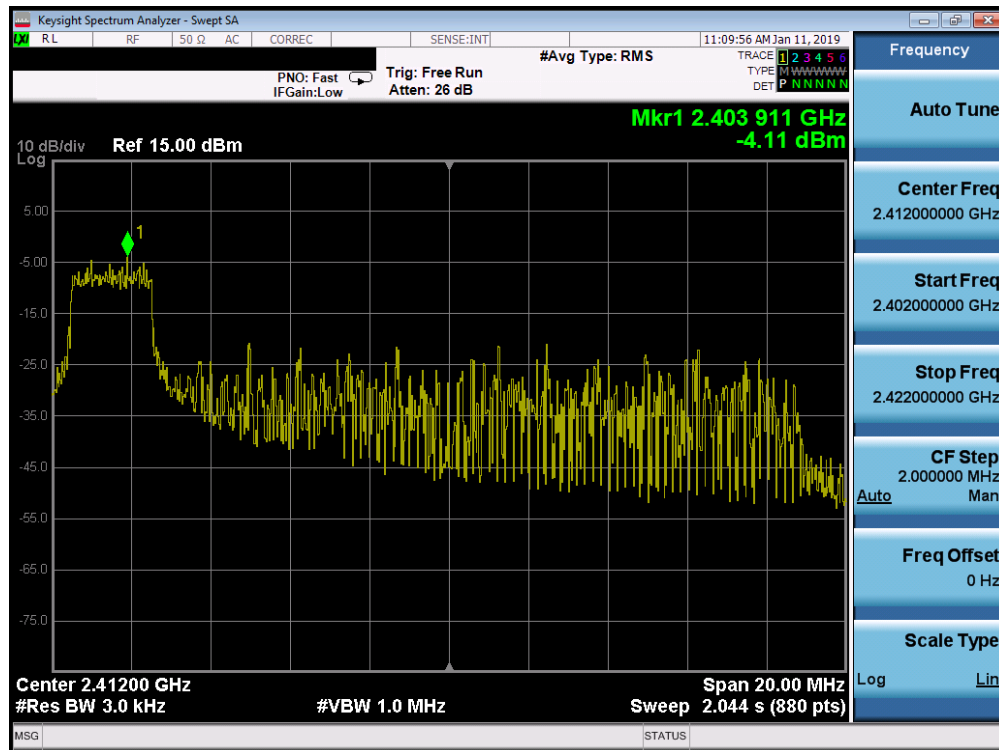 Keysight Spectrum Analyzer - Swept SA
LXI RL RF 50 Ω AC CORREC SENSE:INT 11:09:56 AM Jan 11, 2019
PNO: Fast Trig: Free Run #Avg Type: RMS TRACE 1 2 3 4 5 6
IFGain:Low Atten: 26 dB TYPE M WWWWW
DET P N N N N N
Mkr1 2.403 911 GHz
-4.11 dBm
10 dB/div Ref 15.00 dBm
Log
5.00
1
-5.00
-15.0
-25.0
-35.0
-45.0
-55.0
-65.0
-75.0
Center 2.41200 GHz Span 20.00 MHz
#Res BW 3.0 kHz #VBW 1.0 MHz Sweep 2.044 s (880 pts)
MSG STATUS
Frequency
Auto Tune
Center Freq
2.412000000 GHz
Start Freq
2.402000000 GHz
Stop Freq
2.422000000 GHz
CF Step
2.000000 MHz
Auto Man
Freq Offset
0 Hz
Scale Type
Log Lin